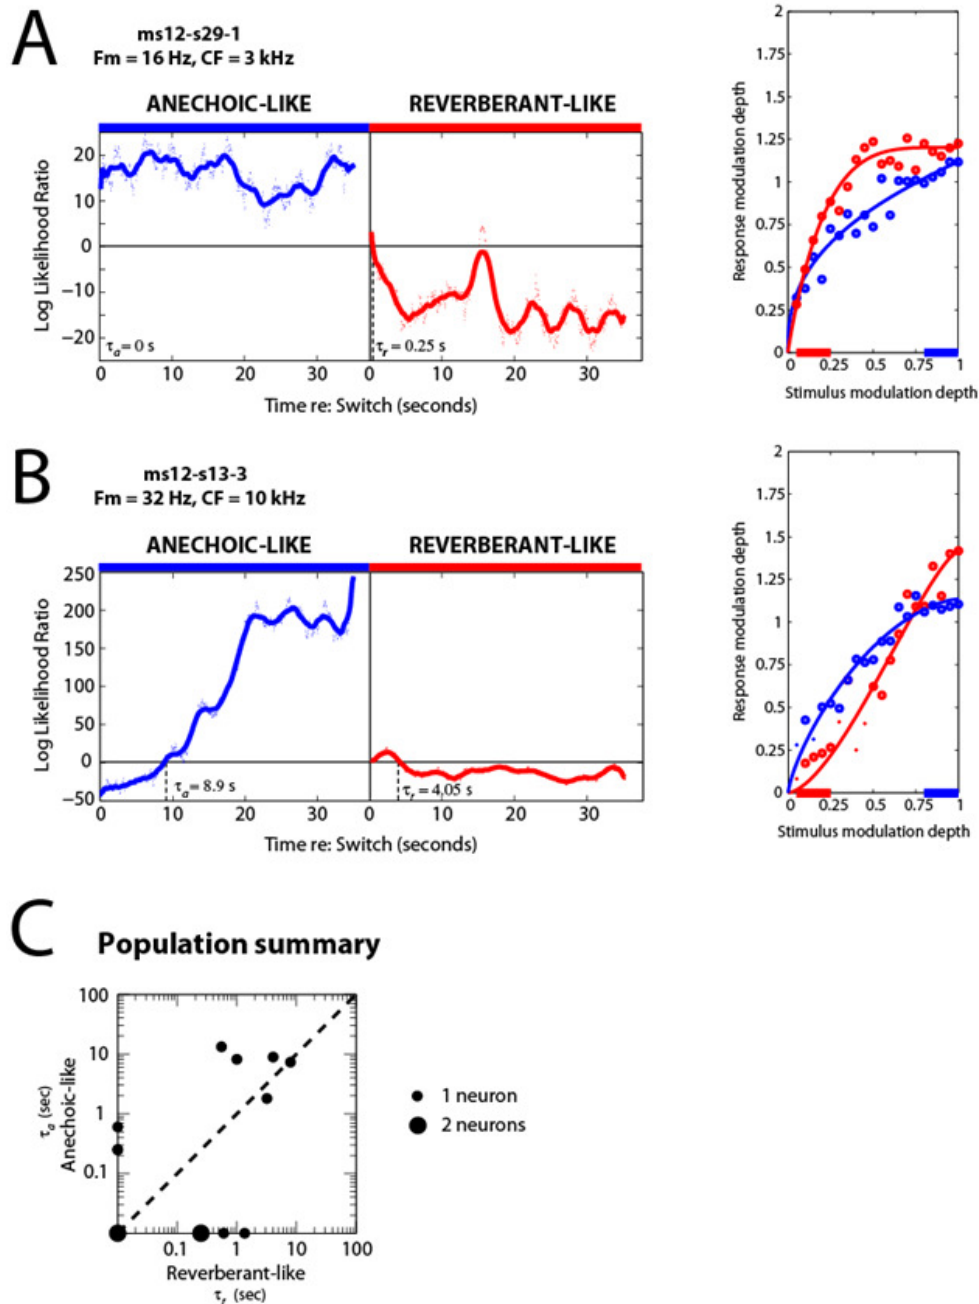 A
ms12-s29-1
Fm = 16 Hz, CF = 3 kHz
ANECHOIC-LIKE
REVERBERANT-LIKE
Log Likelihood Ratio
20
10
0
−10
−20
τa= 0 s
τr = 0.25 s
0 10 20 30 0 10 20 30
Time re: Switch (seconds)
Response modulation depth
2
1.75
1.5
1.25
1
0.75
0.5
0.25
0
0 0.25 0.5 0.75 1
Stimulus modulation depth
B
ms12-s13-3
Fm = 32 Hz, CF = 10 kHz
ANECHOIC-LIKE
REVERBERANT-LIKE
Log Likelihood Ratio
250
200
150
100
50
0
−50
τa= 8.9 s
τr = 4.05 s
0 10 20 30 0 10 20 30
Time re: Switch (seconds)
Response modulation depth
2
1.75
1.5
1.25
1
0.75
0.5
0.25
0
0 0.25 0.5 0.75 1
Stimulus modulation depth
C
Population summary
τa (sec)
Anechoic-like
100
10
1
0.1
0.1 1 10 100
Reverberant-like
τr (sec)
1 neuron
2 neurons